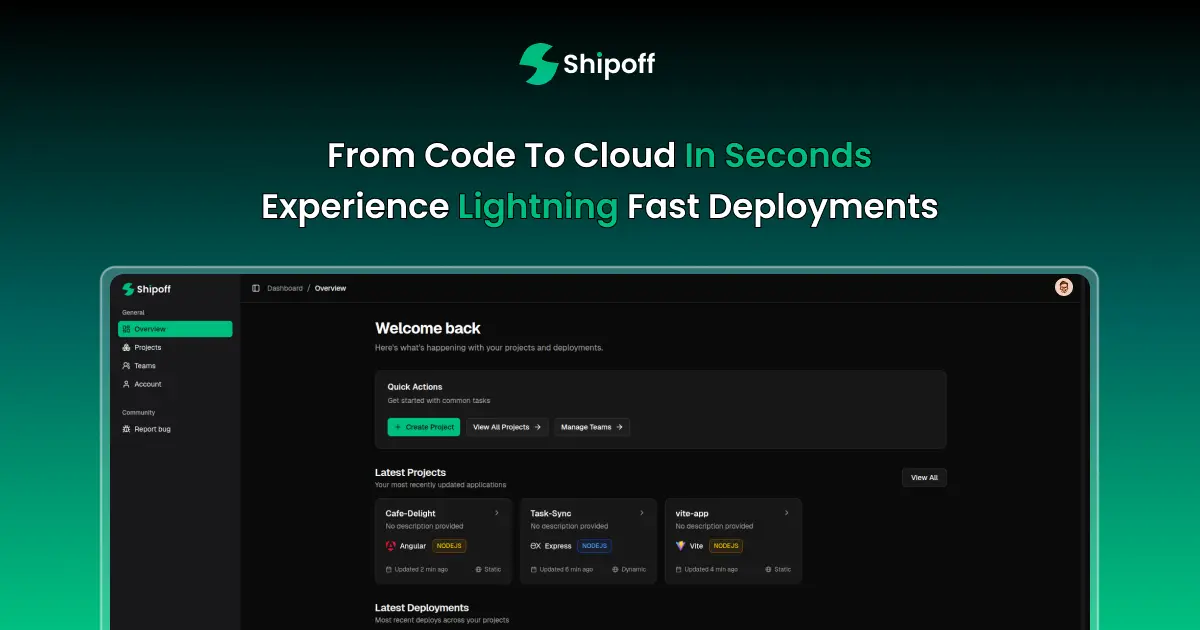 Shipoff
From Code To Cloud In Seconds
Experience Lightning Fast Deployments
Shipoff
Dashboard / Overview
General
Overview
Projects
Teams
Account
Community
Report bug
Welcome back
Here's what's happening with your projects and deployments.
Quick Actions
Get started with common tasks
+ Create Project View All Projects → Manage Teams →
Latest Projects
Your most recently updated applications
View All
Cafe-Delight >
No description provided
Angular NODEJS
Updated 2 min ago Static
Task-Sync >
No description provided
EX Express NODEJS
Updated 6 min ago Dynamic
vite-app >
No description provided
Vite NODEJS
Updated 4 min ago Static
Latest Deployments
Most recent deploys across your projects